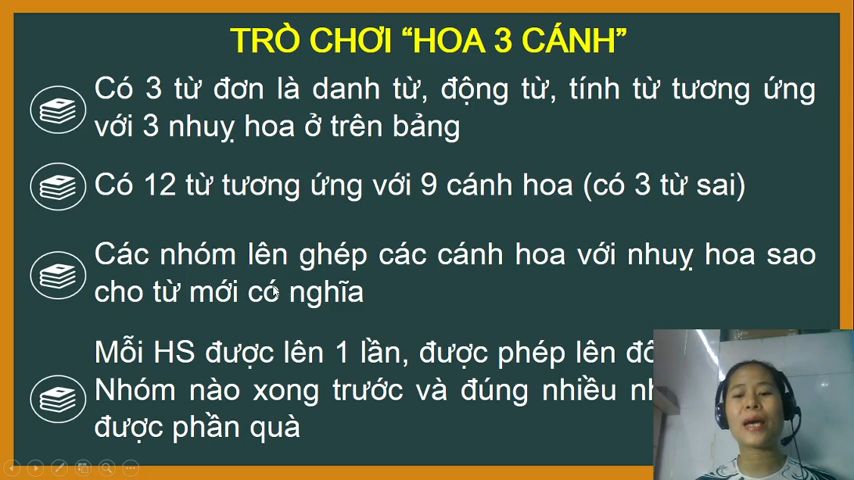 TRÒ CHƠI “HOA 3 CÁNH”
Có 3 từ đơn là danh từ, động từ, tính từ tương ứng
với 3 nhuỵ hoa ở trên bảng
Có 12 từ tương ứng với 9 cánh hoa (có 3 từ sai)
Các nhóm lên ghép các cánh hoa với nhuỵ hoa sao
cho từ mới có nghĩa
Mỗi HS được lên 1 lần, được phép lên
Nhóm nào xong trước và đúng nhiều
được phần quà